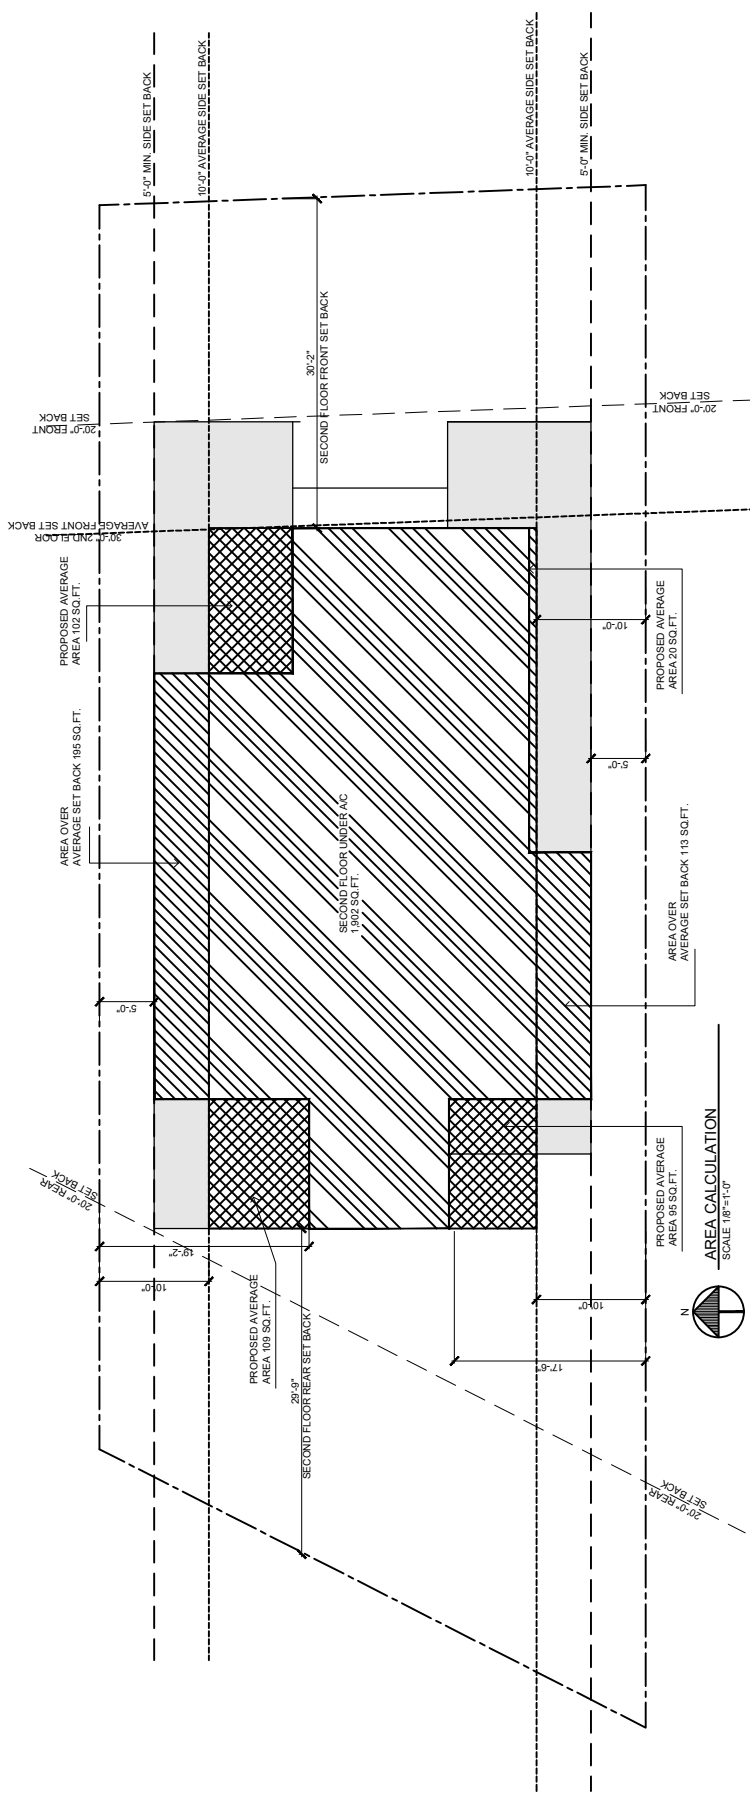 5'-0" MIN. SIDE SET BACK
10'-0" AVERAGE SIDE SET BACK
10'-0" AVERAGE SIDE SET BACK
5'-0" MIN. SIDE SET BACK
30'-2"
SECOND FLOOR FRONT SET BACK
20'-0" FRONT
SET BACK
20'-0" FRONT
SET BACK
30'-0" 2ND FLOOR
AVERAGE FRONT SET BACK
PROPOSED AVERAGE
AREA 102 SQ.FT.
PROPOSED AVERAGE
AREA 20 SQ.FT.
10'-0"
5'-0"
AREA OVER
AVERAGE SET BACK 195 SQ.FT.
SECOND FLOOR UNDER A/C
1,902 SQ.FT.
AREA OVER
AVERAGE SET BACK 113 SQ.FT.
5'-0"
20'-0" REAR
SET BACK
19'-2"
10'-0"
PROPOSED AVERAGE
AREA 109 SQ.FT.
29'-9"
SECOND FLOOR REAR SET BACK
PROPOSED AVERAGE
AREA 95 SQ.FT.
10'-0"
17'-6"
20'-0" REAR
SET BACK
N
AREA CALCULATION
SCALE 1/8"=1'-0"